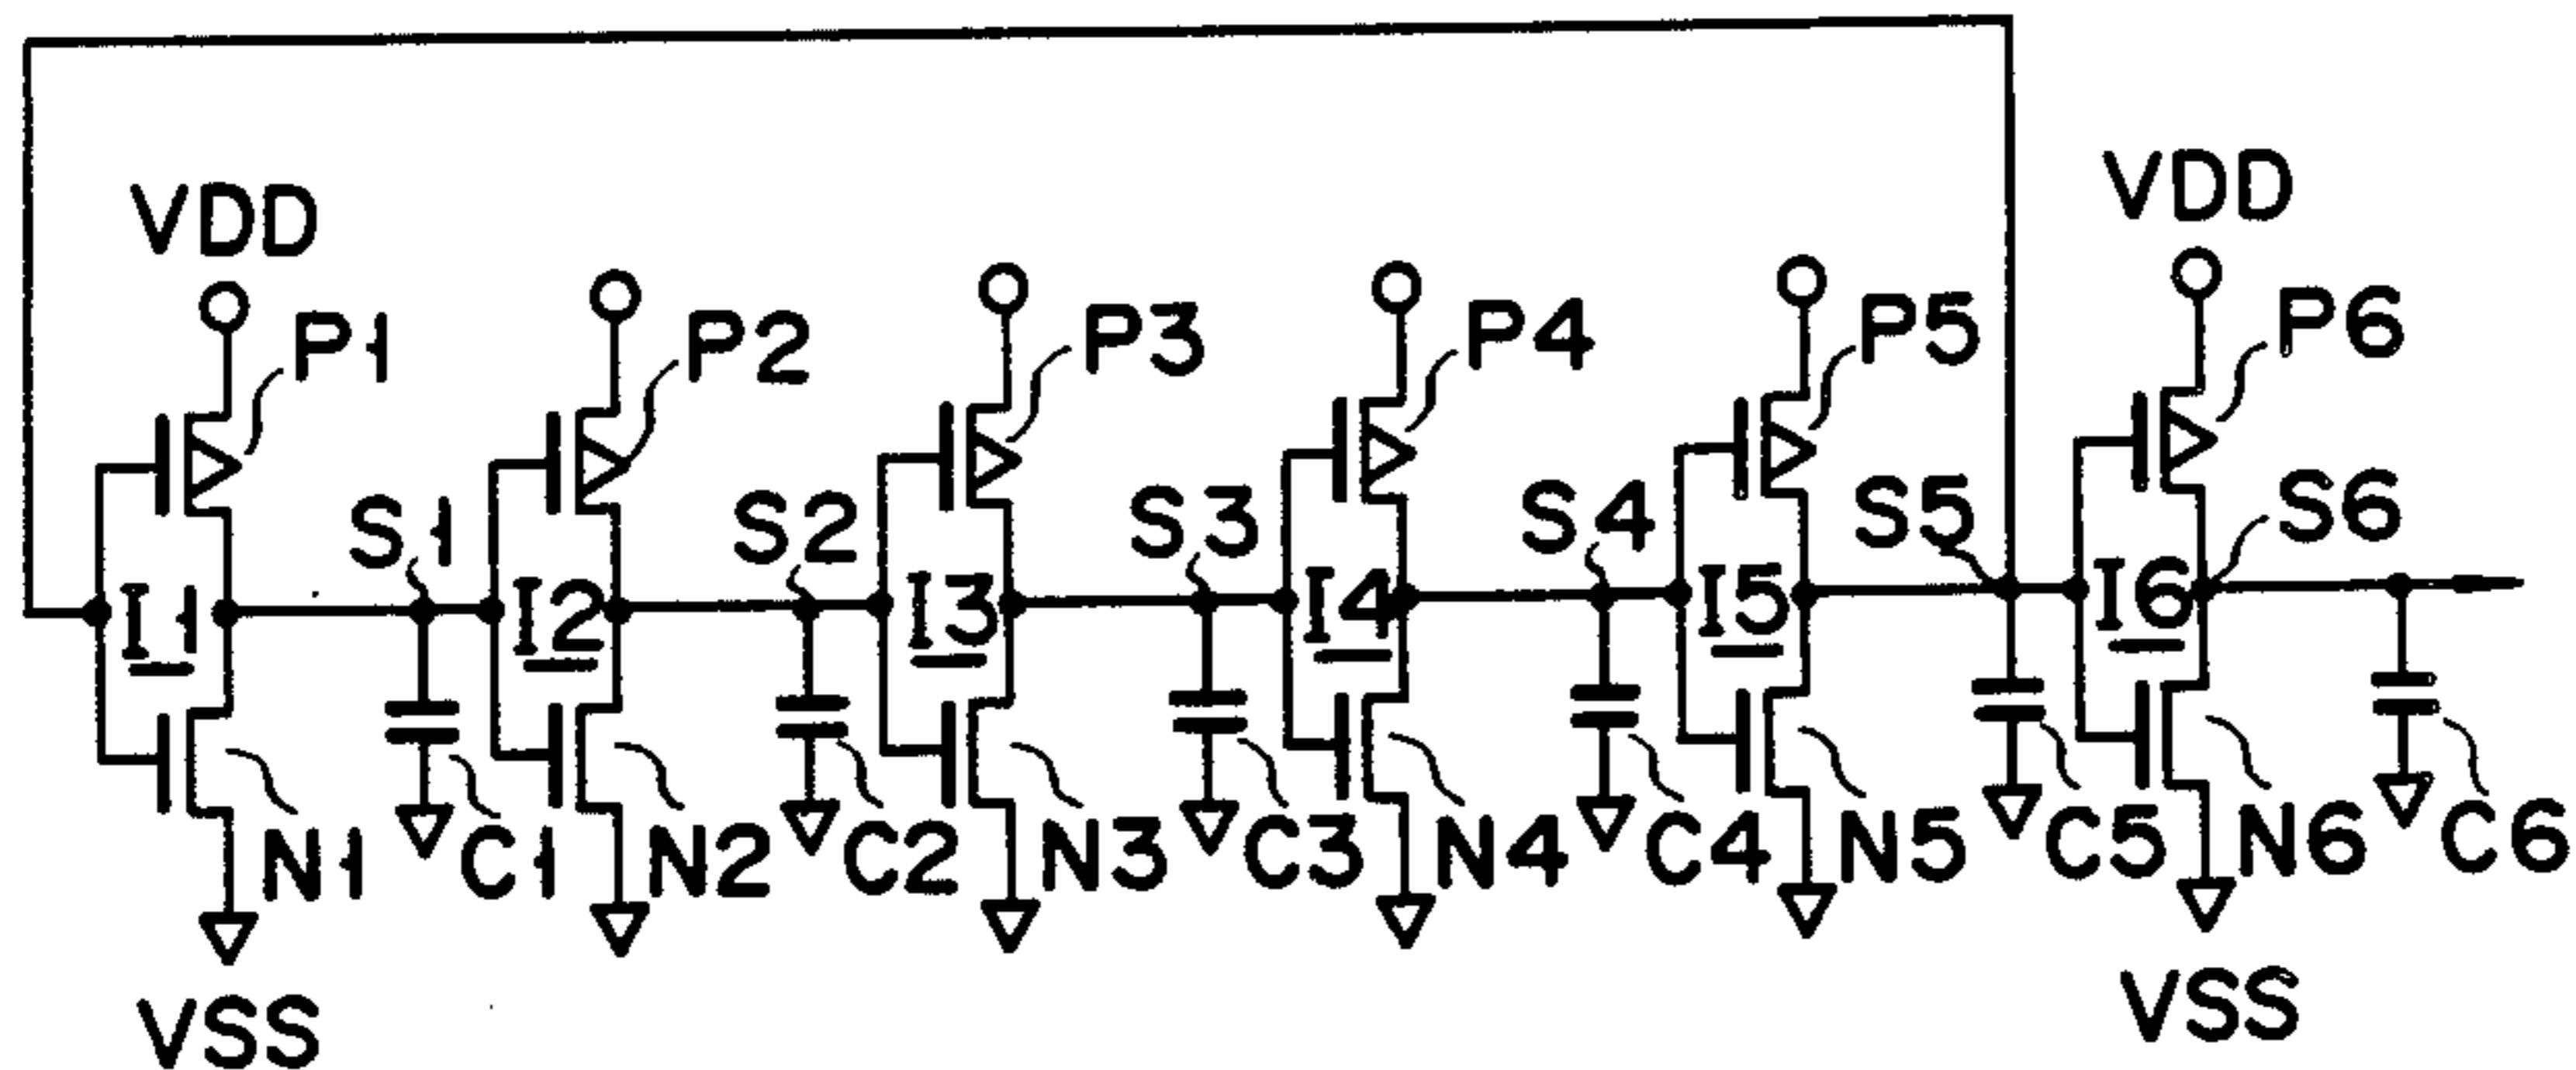 VDD VDD
P1 P2 P3 P4 P5 P6
S1 S2 S3 S4 S5 S6
I1 I2 I3 I4 I5 I6
N1 C1 N2 C2 N3 C3 N4 C4 N5 C5 N6 C6
VSS VSS